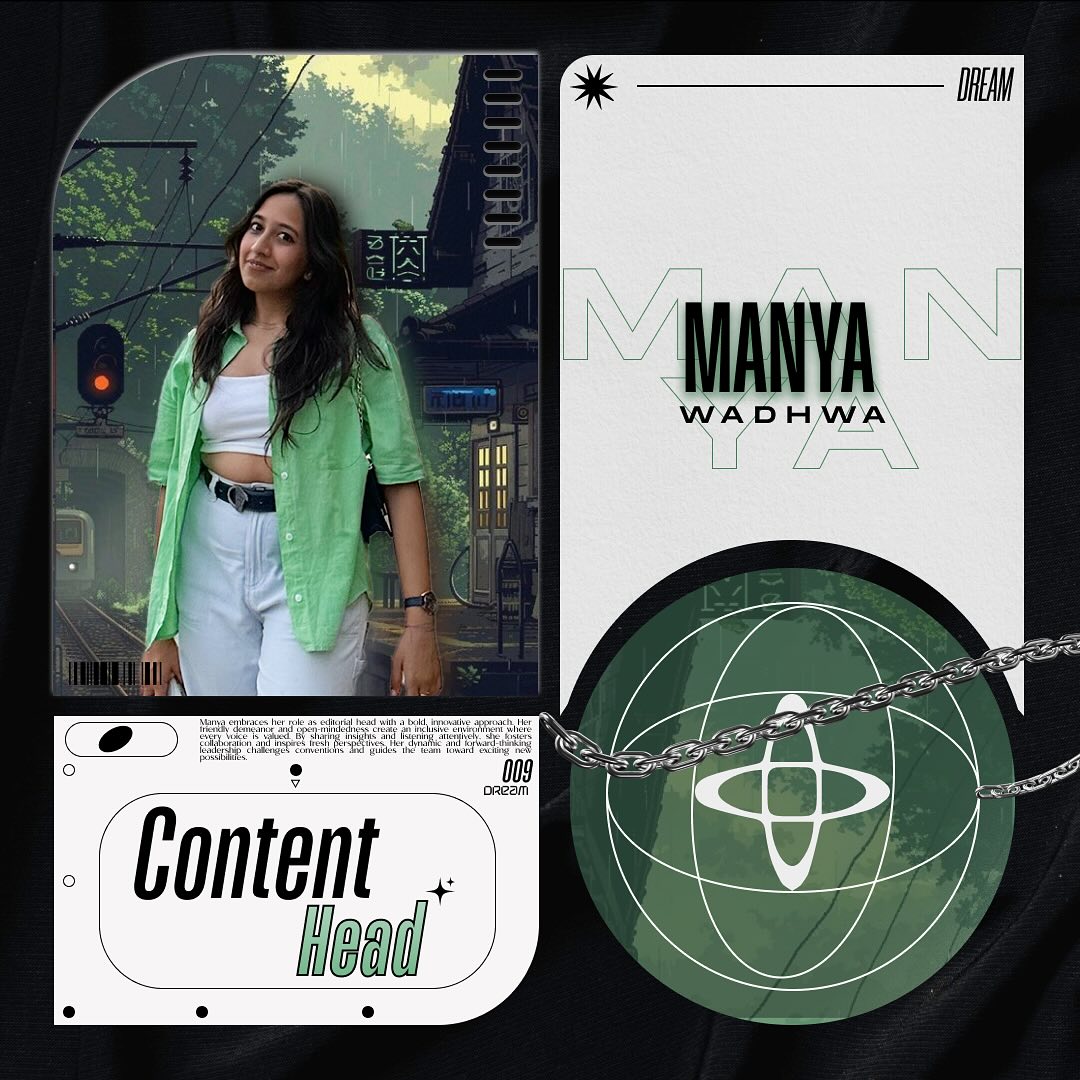 DREAM
MAN
YA
MANYA
WADHWA
Manya embraces her role as editorial head with a bold, innovative approach. Her
friendly demeanor and open-mindedness create an inclusive environment where
every voice is valued. By sharing insights and listening attentively, she fosters
collaboration and inspires fresh perspectives. Her dynamic and forward-thinking
leadership challenges conventions and guides the team toward exciting new
possibilities.
009
DREAM
Content
Head